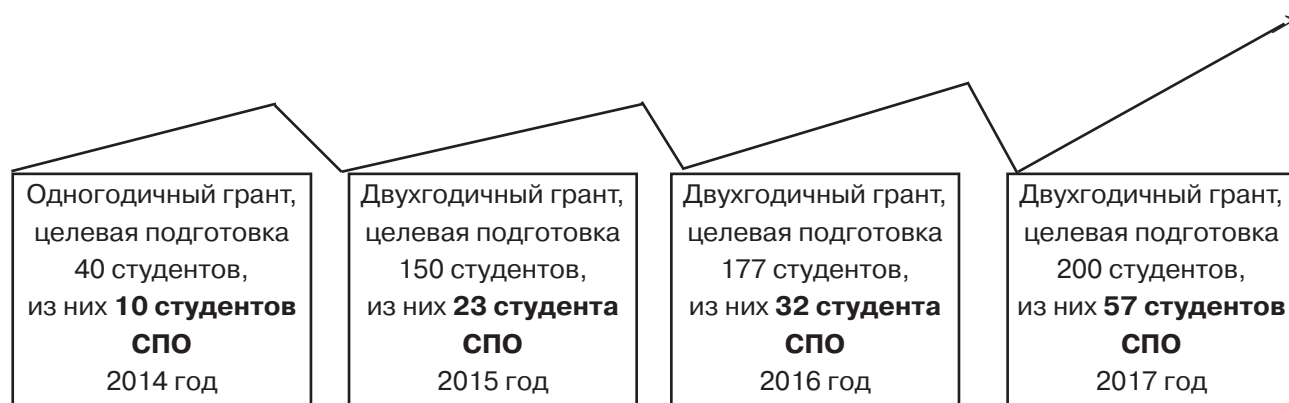 Одногодичный грант,
целевая подготовка
40 студентов,
из них 10 студентов
СПО
2014 год
Двухгодичный грант,
целевая подготовка
150 студентов,
из них 23 студента
СПО
2015 год
Двухгодичный грант,
целевая подготовка
177 студентов,
из них 32 студента
СПО
2016 год
Двухгодичный грант,
целевая подготовка
200 студентов,
из них 57 студентов
СПО
2017 год